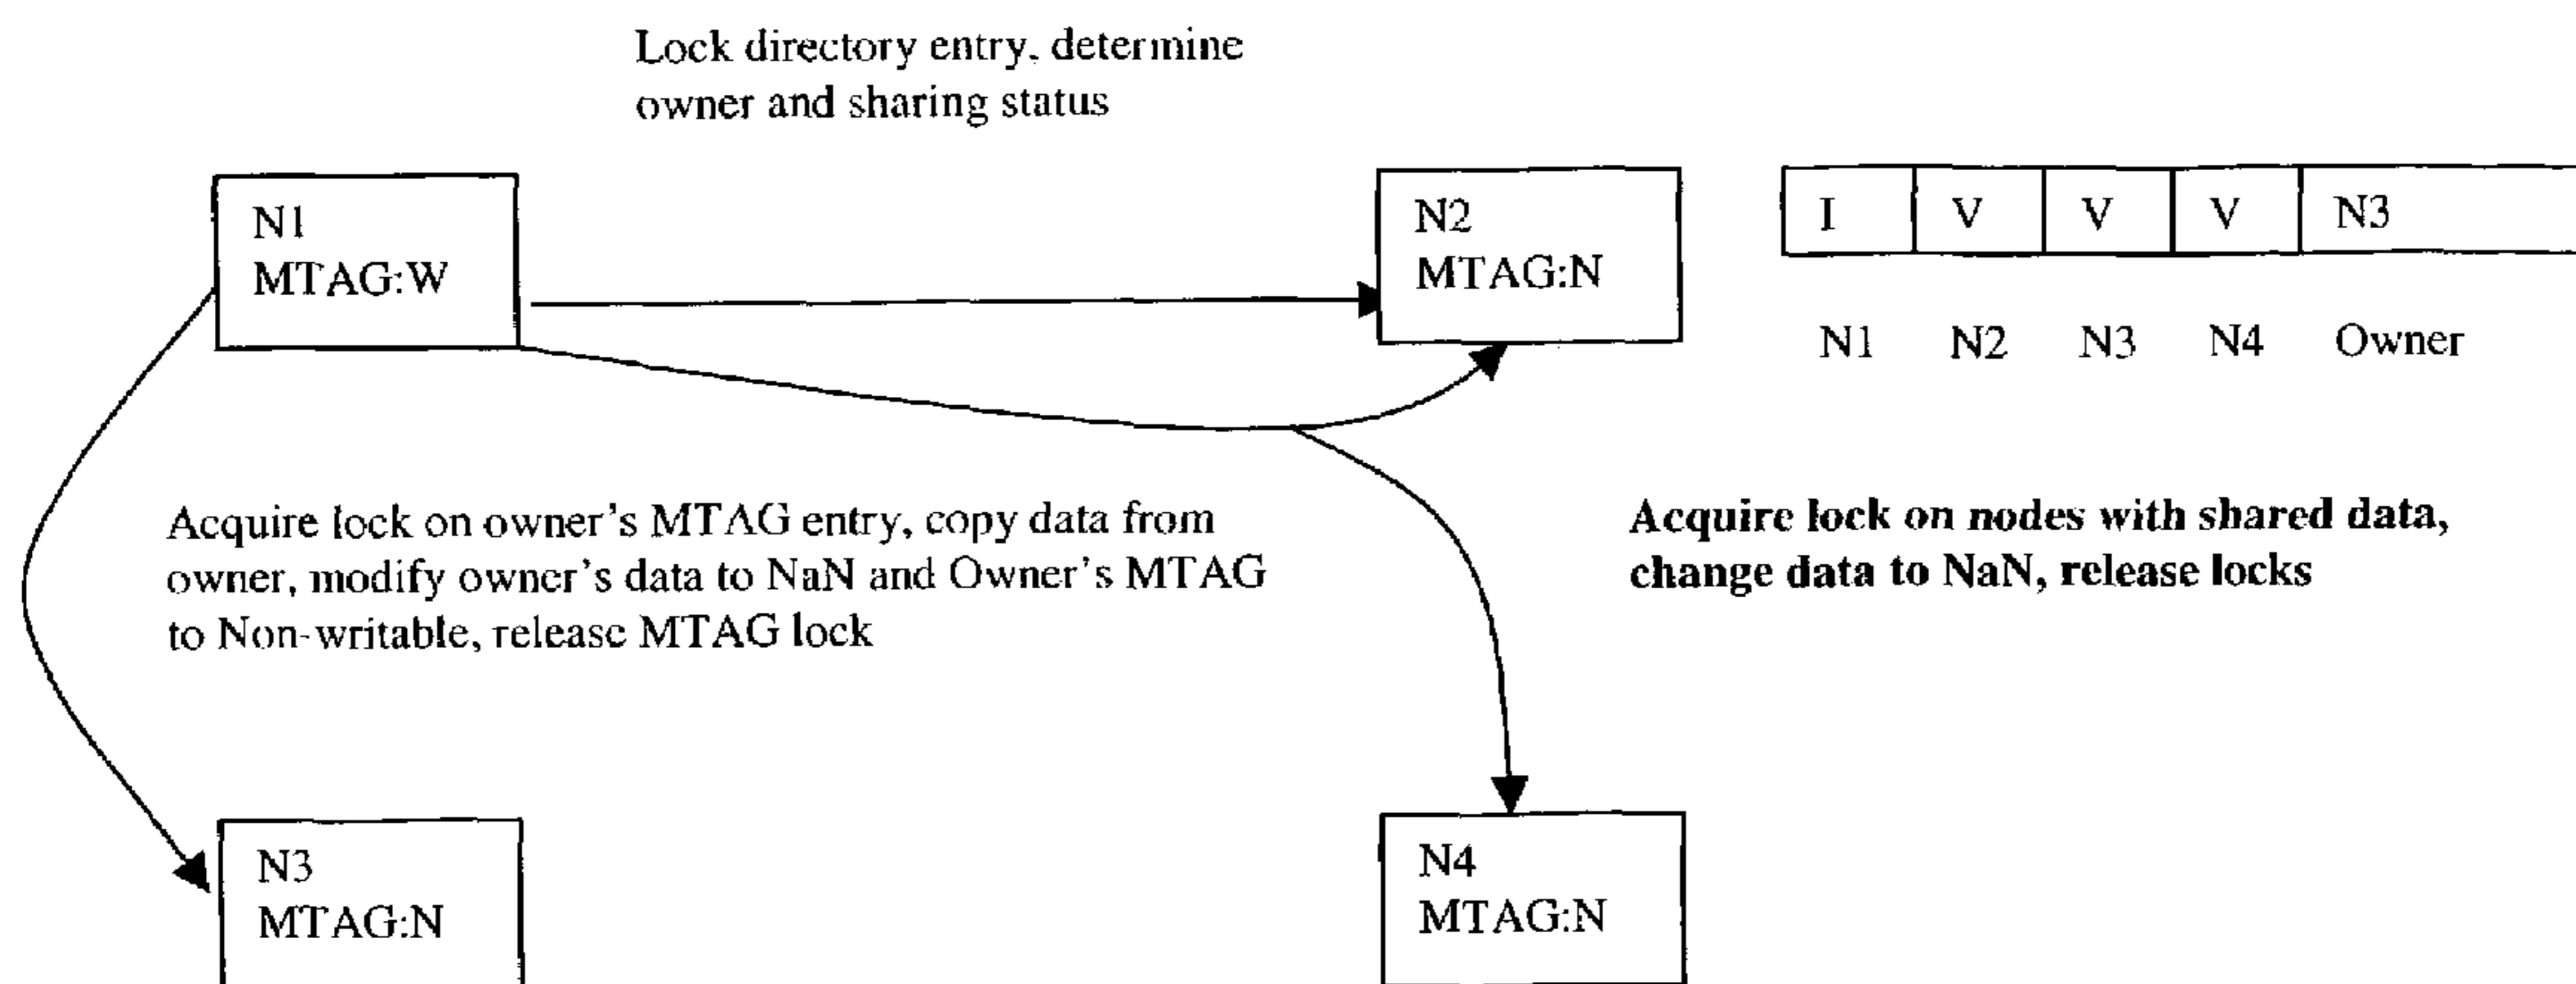 Lock directory entry, determine
owner and sharing status
N1
MTAG:W
N2
MTAG:N
I V V V N3
N1 N2 N3 N4 Owner
Acquire lock on owner's MTAG entry, copy data from
owner, modify owner's data to NaN and Owner's MTAG
to Non-writable, release MTAG lock
Acquire lock on nodes with shared data,
change data to NaN, release locks
N3
MTAG:N
N4
MTAG:N